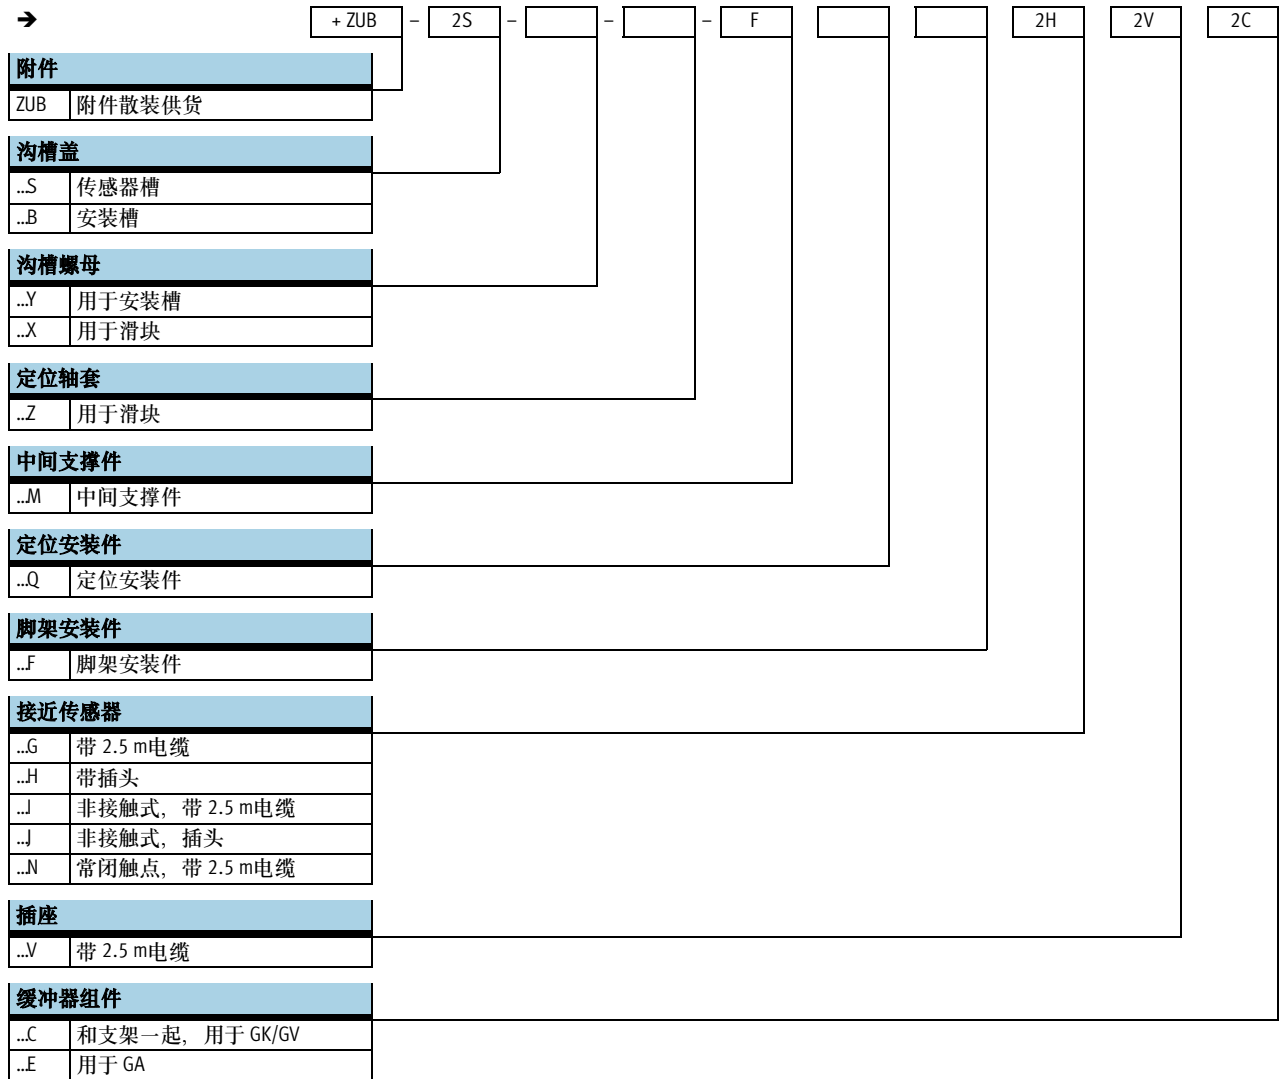 ➔ + ZUB – 2S – – – F 2H 2V 2C
附件
ZUB 附件散装供货
沟槽盖
...S 传感器槽
...B 安装槽
沟槽螺母
...Y 用于安装槽
...X 用于滑块
定位轴套
...Z 用于滑块
中间支撑件
...M 中间支撑件
定位安装件
...Q 定位安装件
脚架安装件
...F 脚架安装件
接近传感器
...G 带 2.5 m电缆
...H 带插头
...I 非接触式，带 2.5 m电缆
...J 非接触式，插头
...N 常闭触点，带 2.5 m电缆
插座
...V 带 2.5 m电缆
缓冲器组件
...C 和支架一起，用于 GK/GV
...E 用于 GA